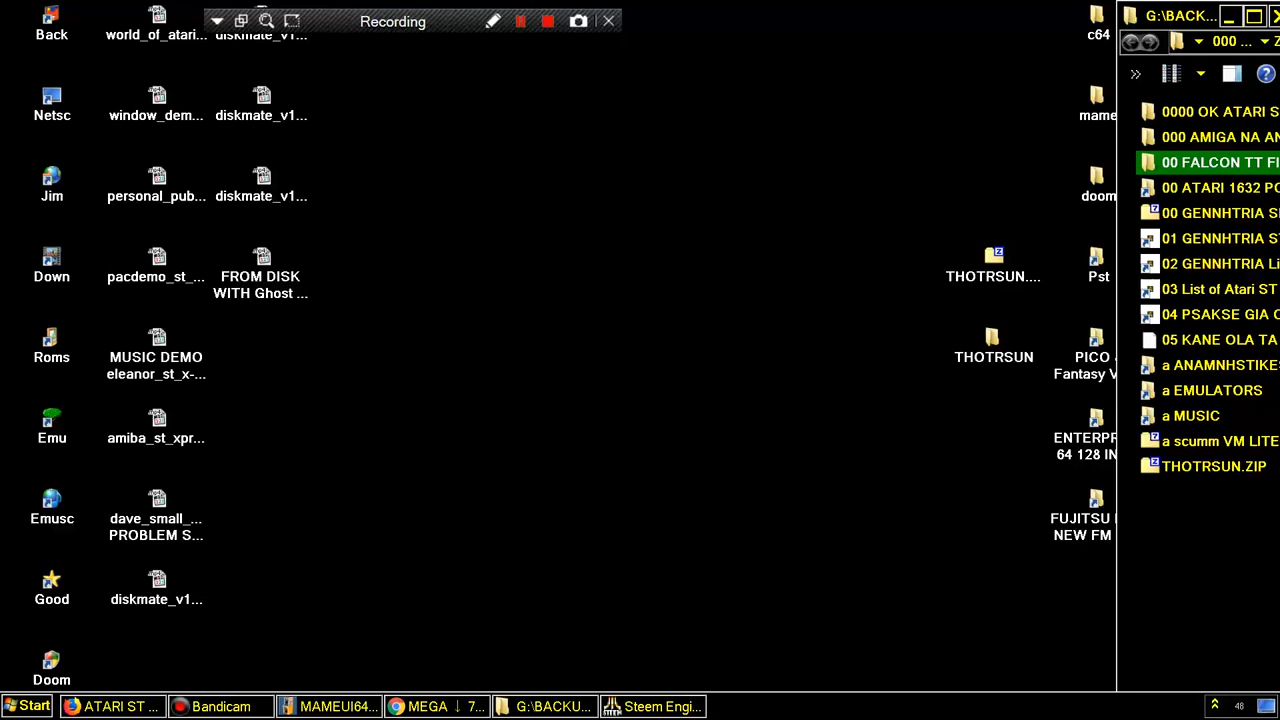 Recording
Back
world_of_atari...
diskmate_v1...
c64
Netsc
window_dem...
diskmate_v1...
mame
Jim
personal_pub...
diskmate_v1...
doom
Down
pacdemo_st_...
FROM DISK
WITH Ghost ...
THOTRSUN....
Pst
Roms
MUSIC DEMO
eleanor_st_x-...
THOTRSUN
PICO
Fantasy V
Emu
amiba_st_xpr...
ENTERPR
64 128 IN
Emusc
dave_small_...
PROBLEM S...
FUJITSU
NEW FM
Good
diskmate_v1...
Doom
G:\BACK...
000 ...
0000 OK ATARI S
000 AMIGA NA AN
00 FALCON TT FI
00 ATARI 1632 PO
00 GENNHTRIA S
01 GENNHTRIA ST
02 GENNHTRIA Li
03 List of Atari ST
04 PSAKSE GIA
05 KANE OLA TA
a ANAMNHSTIKES
a EMULATORS
a MUSIC
a scumm VM LITE
THOTRSUN.ZIP
Start
ATARI ST ...
Bandicam
MAMEUI64...
MEGA ↓ 7...
G:\BACKU...
Steem Engi...
48